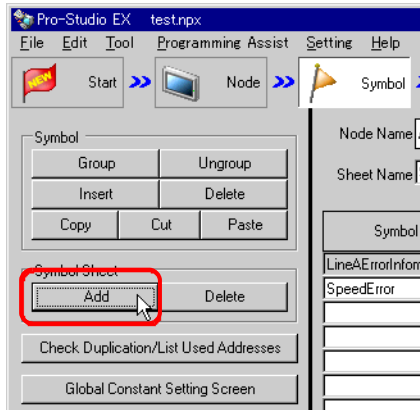 Pro-Studio EX test.npx
File Edit Tool Programming Assist Setting Help
NEW Start Node Symbol
Symbol
Group Ungroup
Insert Delete
Copy Cut Paste
Symbol Sheet
Add Delete
Check Duplication/List Used Addresses
Global Constant Setting Screen
Node Name
Sheet Name
Symbol
LineAErrorInfom
SpeedError